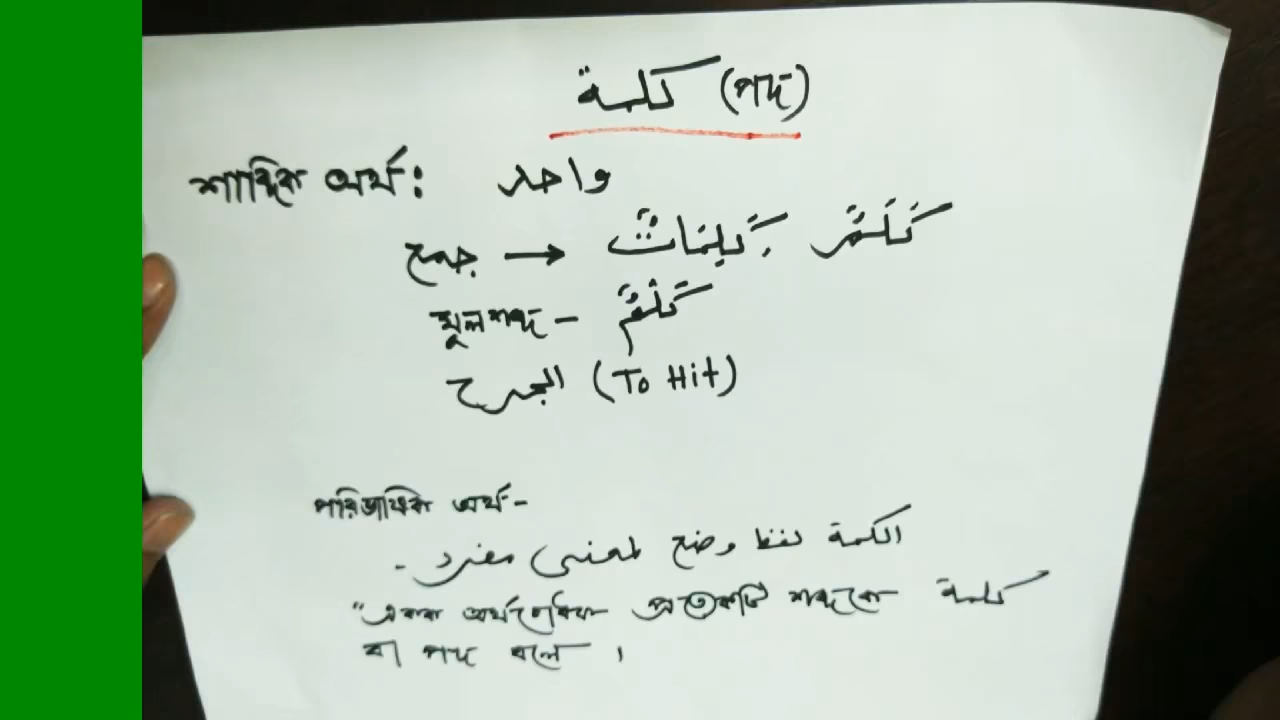 كلمة (পদ)
শাব্দিক অর্থ: واحد
جمع → كَلِمَاتٌ، كَلَمٌ
মূলশব্দ - كَلْمٌ
الجرح (To Hit)
পারিভাষিক অর্থ-
الكلمة لفظ وضع لمعنى مفرد.
"একক অর্থবোধক প্রত্যেকটি শব্দকে كلمة
বা পদ বলে ।